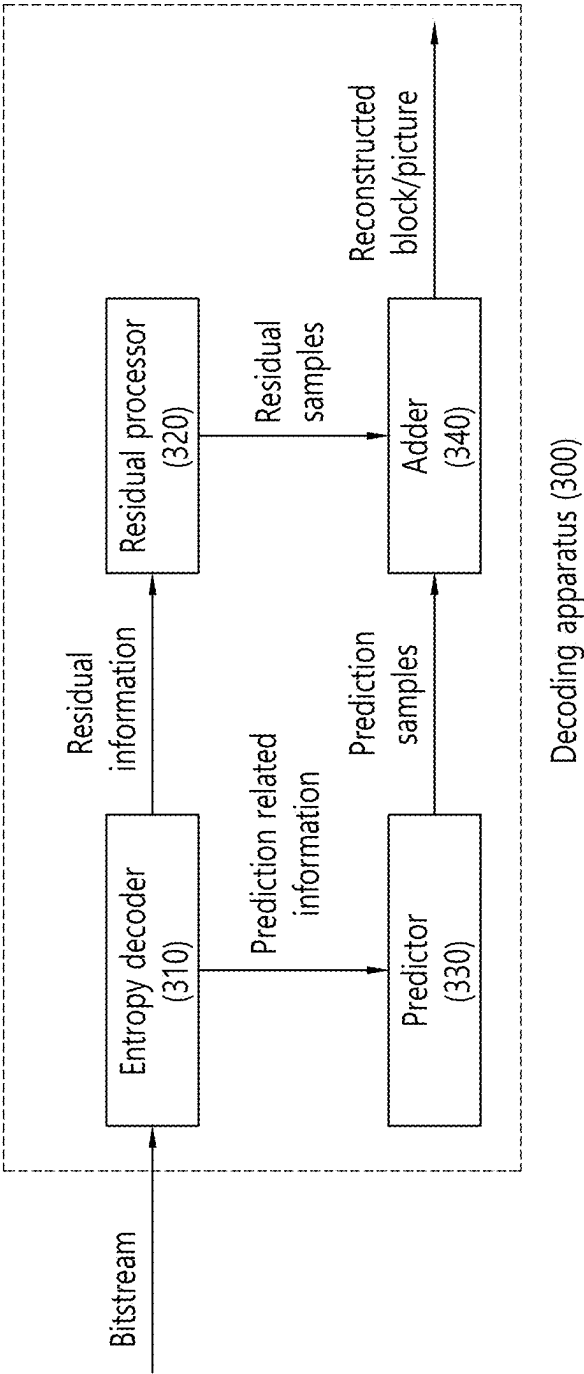 Bitstream
Entropy decoder
(310)
Residual
information
Residual processor
(320)
Prediction related
information
Residual
samples
Predictor
(330)
Prediction
samples
Adder
(340)
Reconstructed
block/picture
Decoding apparatus (300)